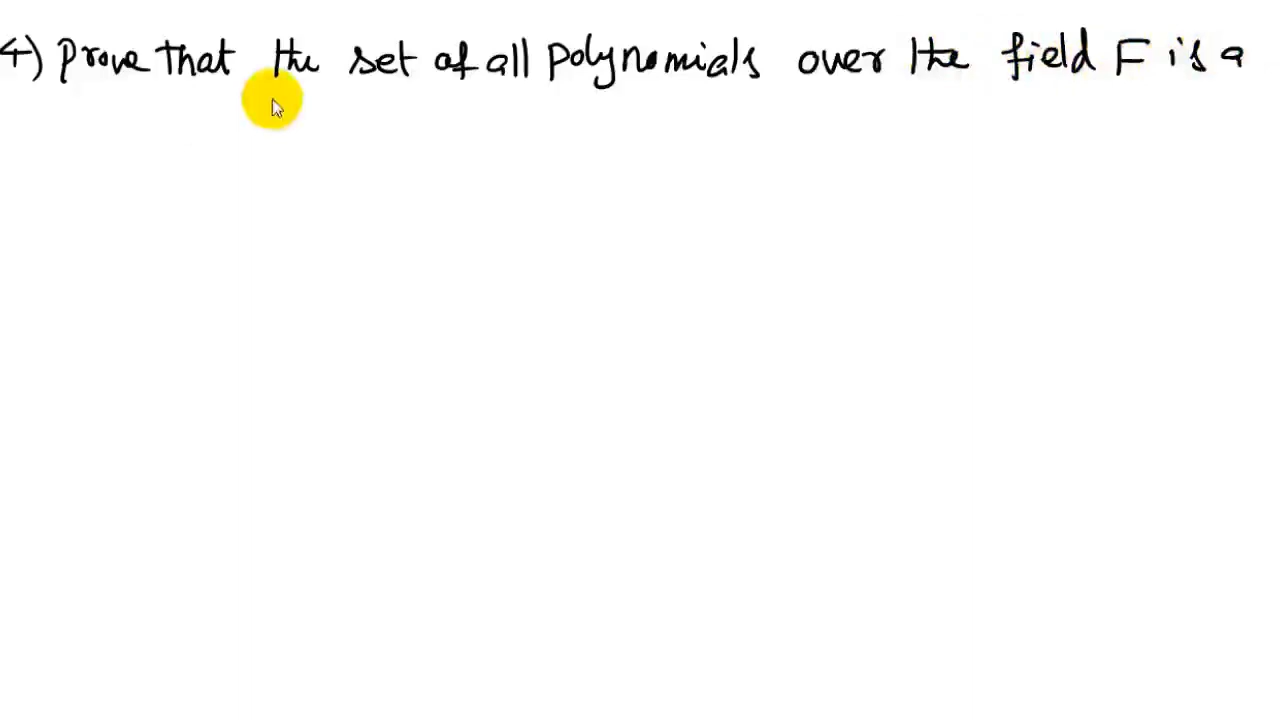 4) Prove that the set of all polynomials over the field F is a